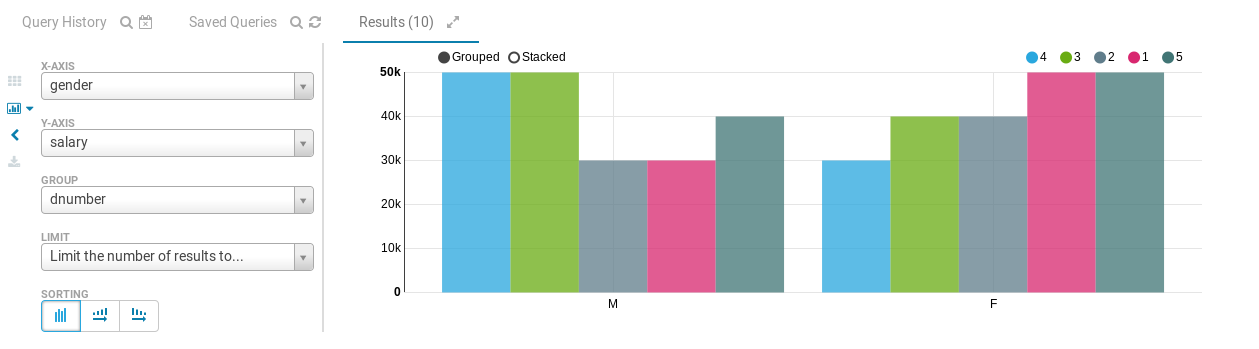 Query History Saved Queries Results (10)
X-AXIS
gender
Y-AXIS
salary
GROUP
dnumber
LIMIT
Limit the number of results to...
SORTING
Grouped Stacked 4 3 2 1 5
50k
40k
30k
20k
10k
0
M F